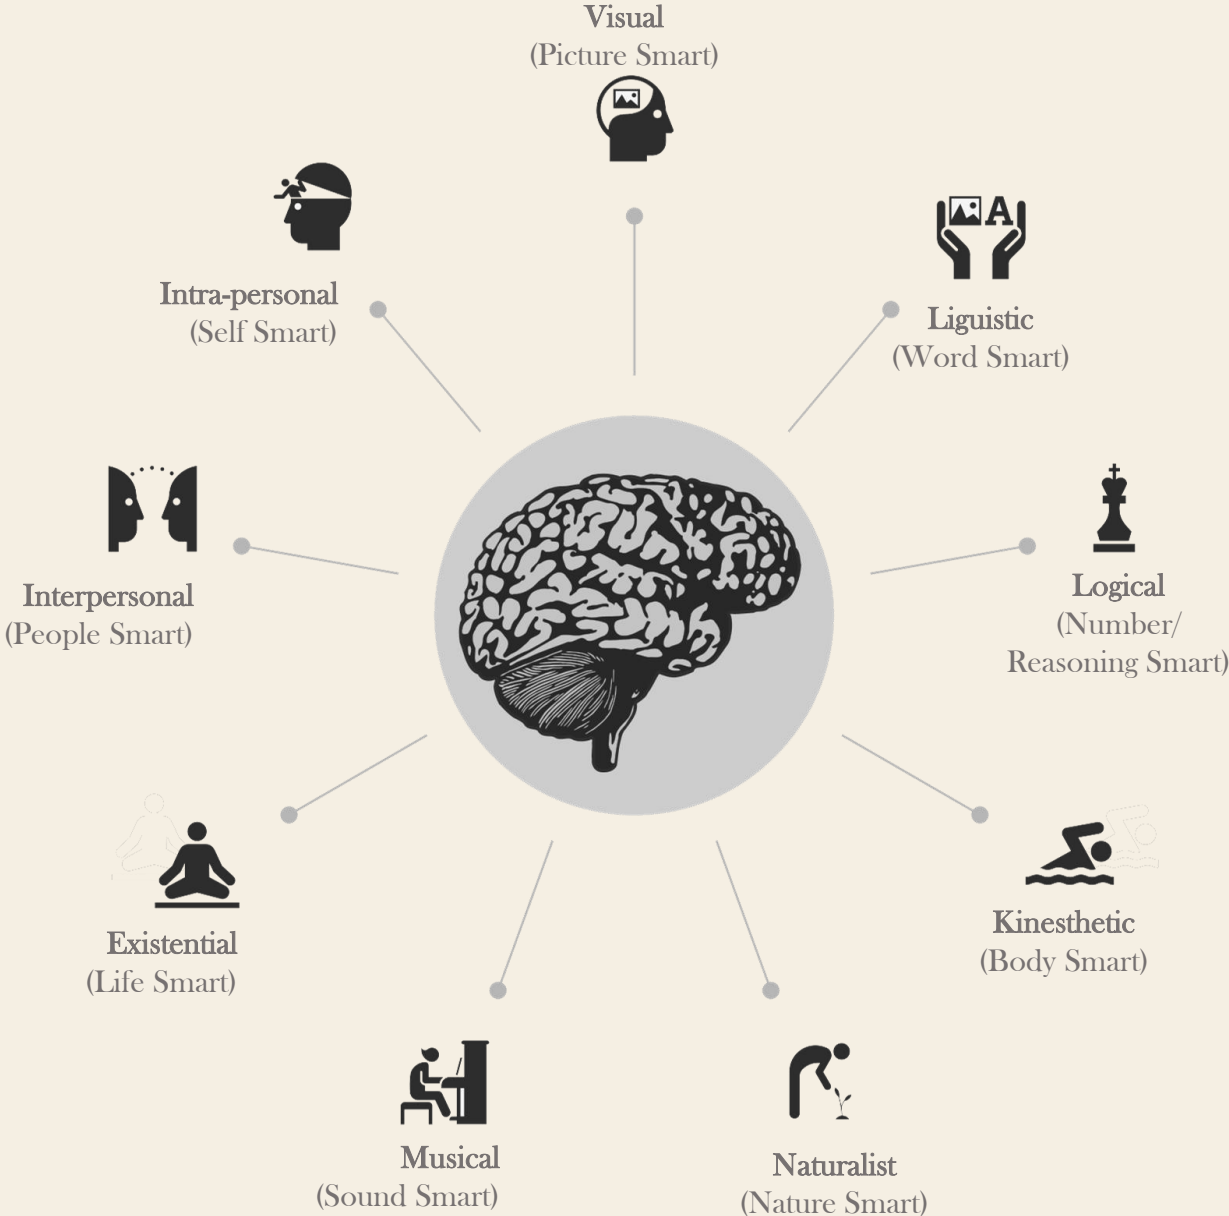 Visual
(Picture Smart)
A
Liguistic
(Word Smart)
Logical
(Number/
Reasoning Smart)
Kinesthetic
(Body Smart)
Naturalist
(Nature Smart)
Musical
(Sound Smart)
Existential
(Life Smart)
Interpersonal
(People Smart)
Intra-personal
(Self Smart)